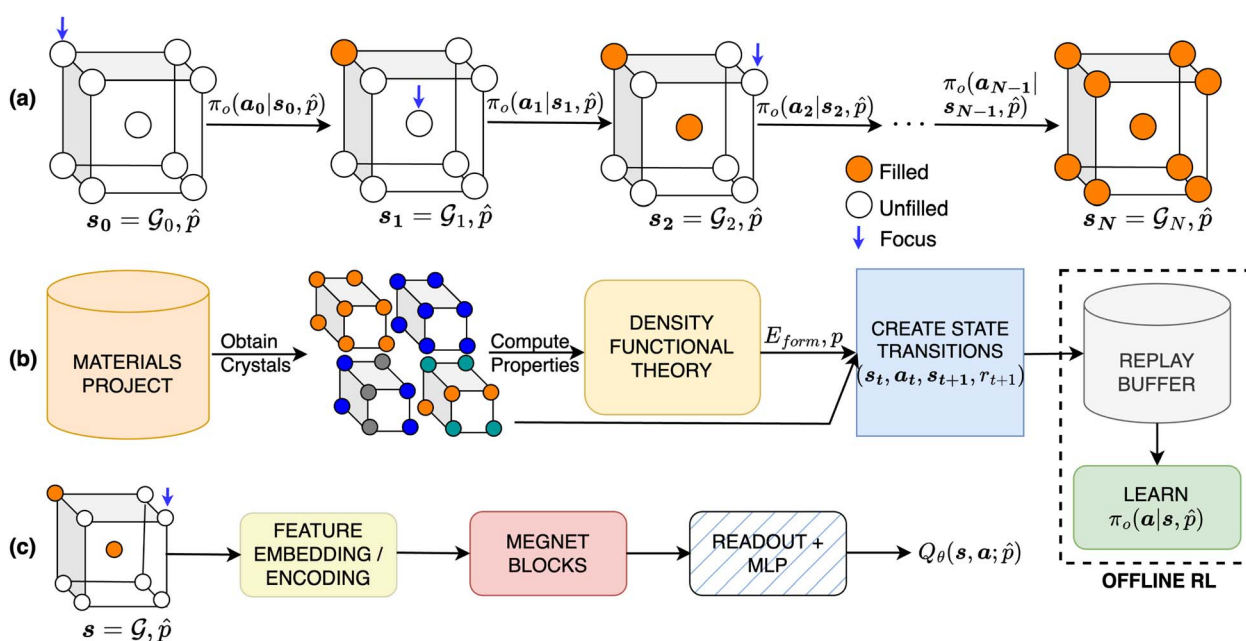 (a)
π_o(a_0|s_0, p̂)
π_o(a_1|s_1, p̂)
π_o(a_2|s_2, p̂)
· · ·
π_o(a_{N−1}|
s_{N−1}, p̂)
Filled
Unfilled
Focus
s_0 = G_0, p̂
s_1 = G_1, p̂
s_2 = G_2, p̂
s_N = G_N, p̂
(b)
MATERIALS
PROJECT
Obtain
Crystals
Compute
Properties
DENSITY
FUNCTIONAL
THEORY
E_{form}, p
CREATE STATE
TRANSITIONS
(s_t, a_t, s_{t+1}, r_{t+1})
REPLAY
BUFFER
LEARN
π_o(a|s, p̂)
OFFLINE RL
(c)
s = G, p̂
FEATURE
EMBEDDING /
ENCODING
MEGNET
BLOCKS
READOUT +
MLP
Q_θ(s, a; p̂)